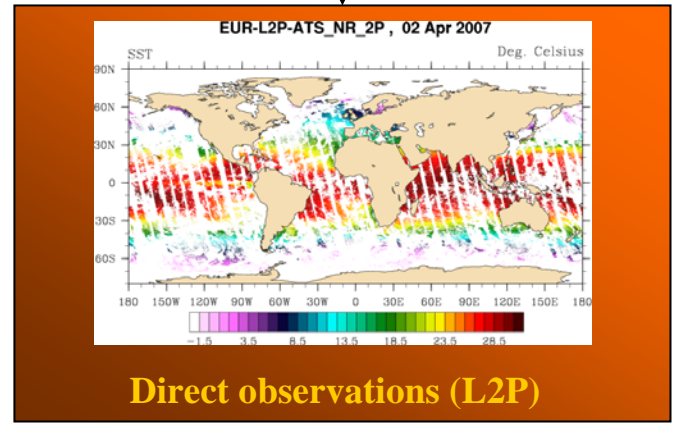 EUR-L2P-ATS_NR_2P , 02 Apr 2007
SST Deg. Celsius
90N
60N
30N
0
30S
60S
180 150W 120W 90W 60W 30W 0 30E 60E 90E 120E 150E 180
−1.5 3.5 8.5 13.5 18.5 23.5 28.5
Direct observations (L2P)